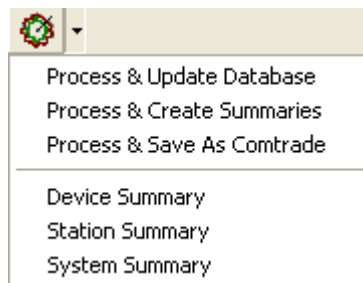 Process & Update Database
Process & Create Summaries
Process & Save As Comtrade
Device Summary
Station Summary
System Summary